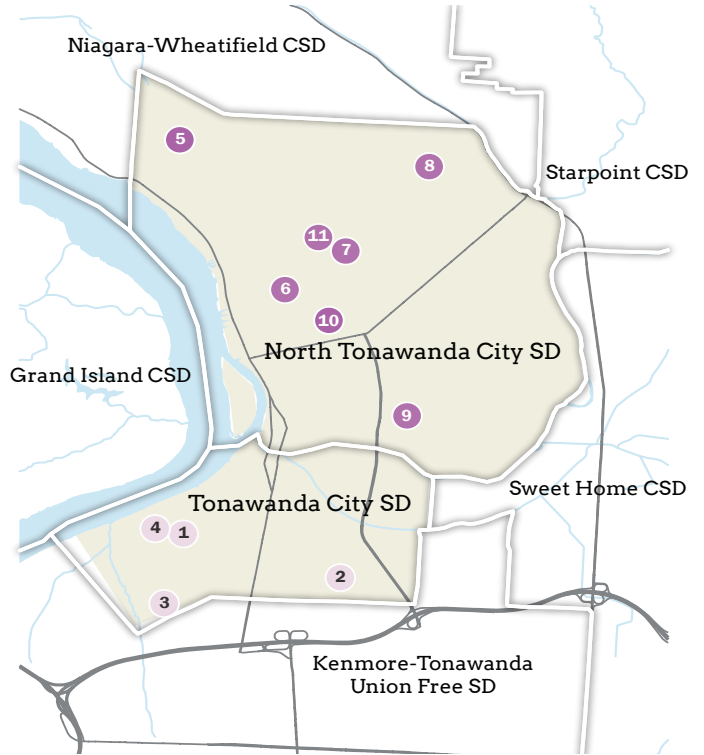 Niagara-Wheatifield CSD
5
8
Starpoint CSD
11
7
6
10
North Tonawanda City SD
Grand Island CSD
9
Sweet Home CSD
Tonawanda City SD
4
1
2
3
Kenmore-Tonawanda
Union Free SD